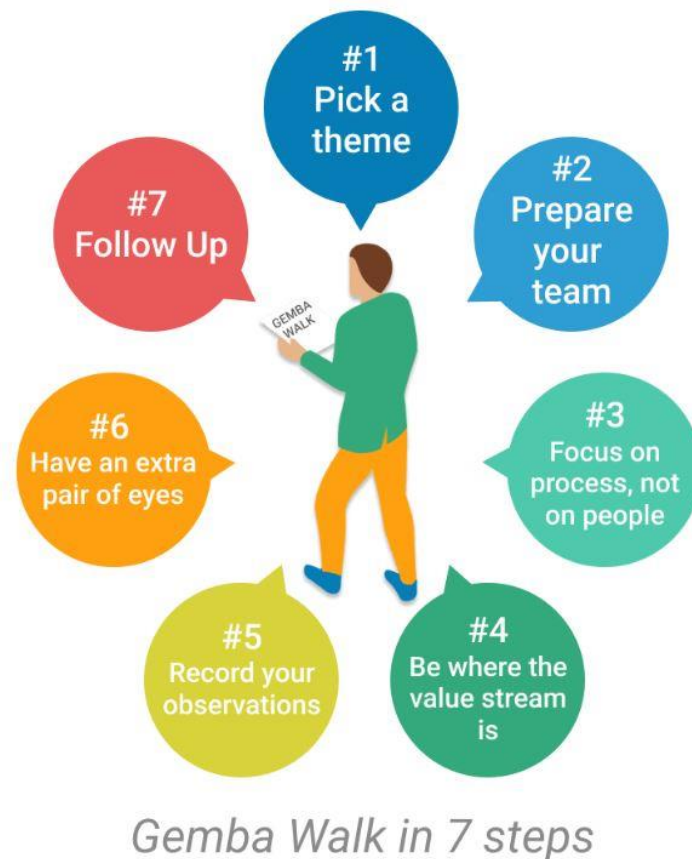 #1
Pick a
theme
#2
Prepare
your
team
#3
Focus on
process, not
on people
#4
Be where the
value stream
is
#5
Record your
observations
#6
Have an extra
pair of eyes
#7
Follow Up
GEMBA
WALK
Gemba Walk in 7 steps